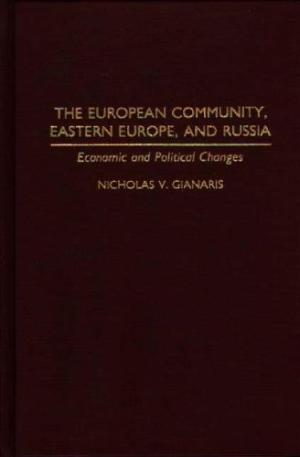 THE EUROPEAN COMMUNITY,
EASTERN EUROPE, AND RUSSIA
Economic and Political Changes
NICHOLAS V. GIANARIS